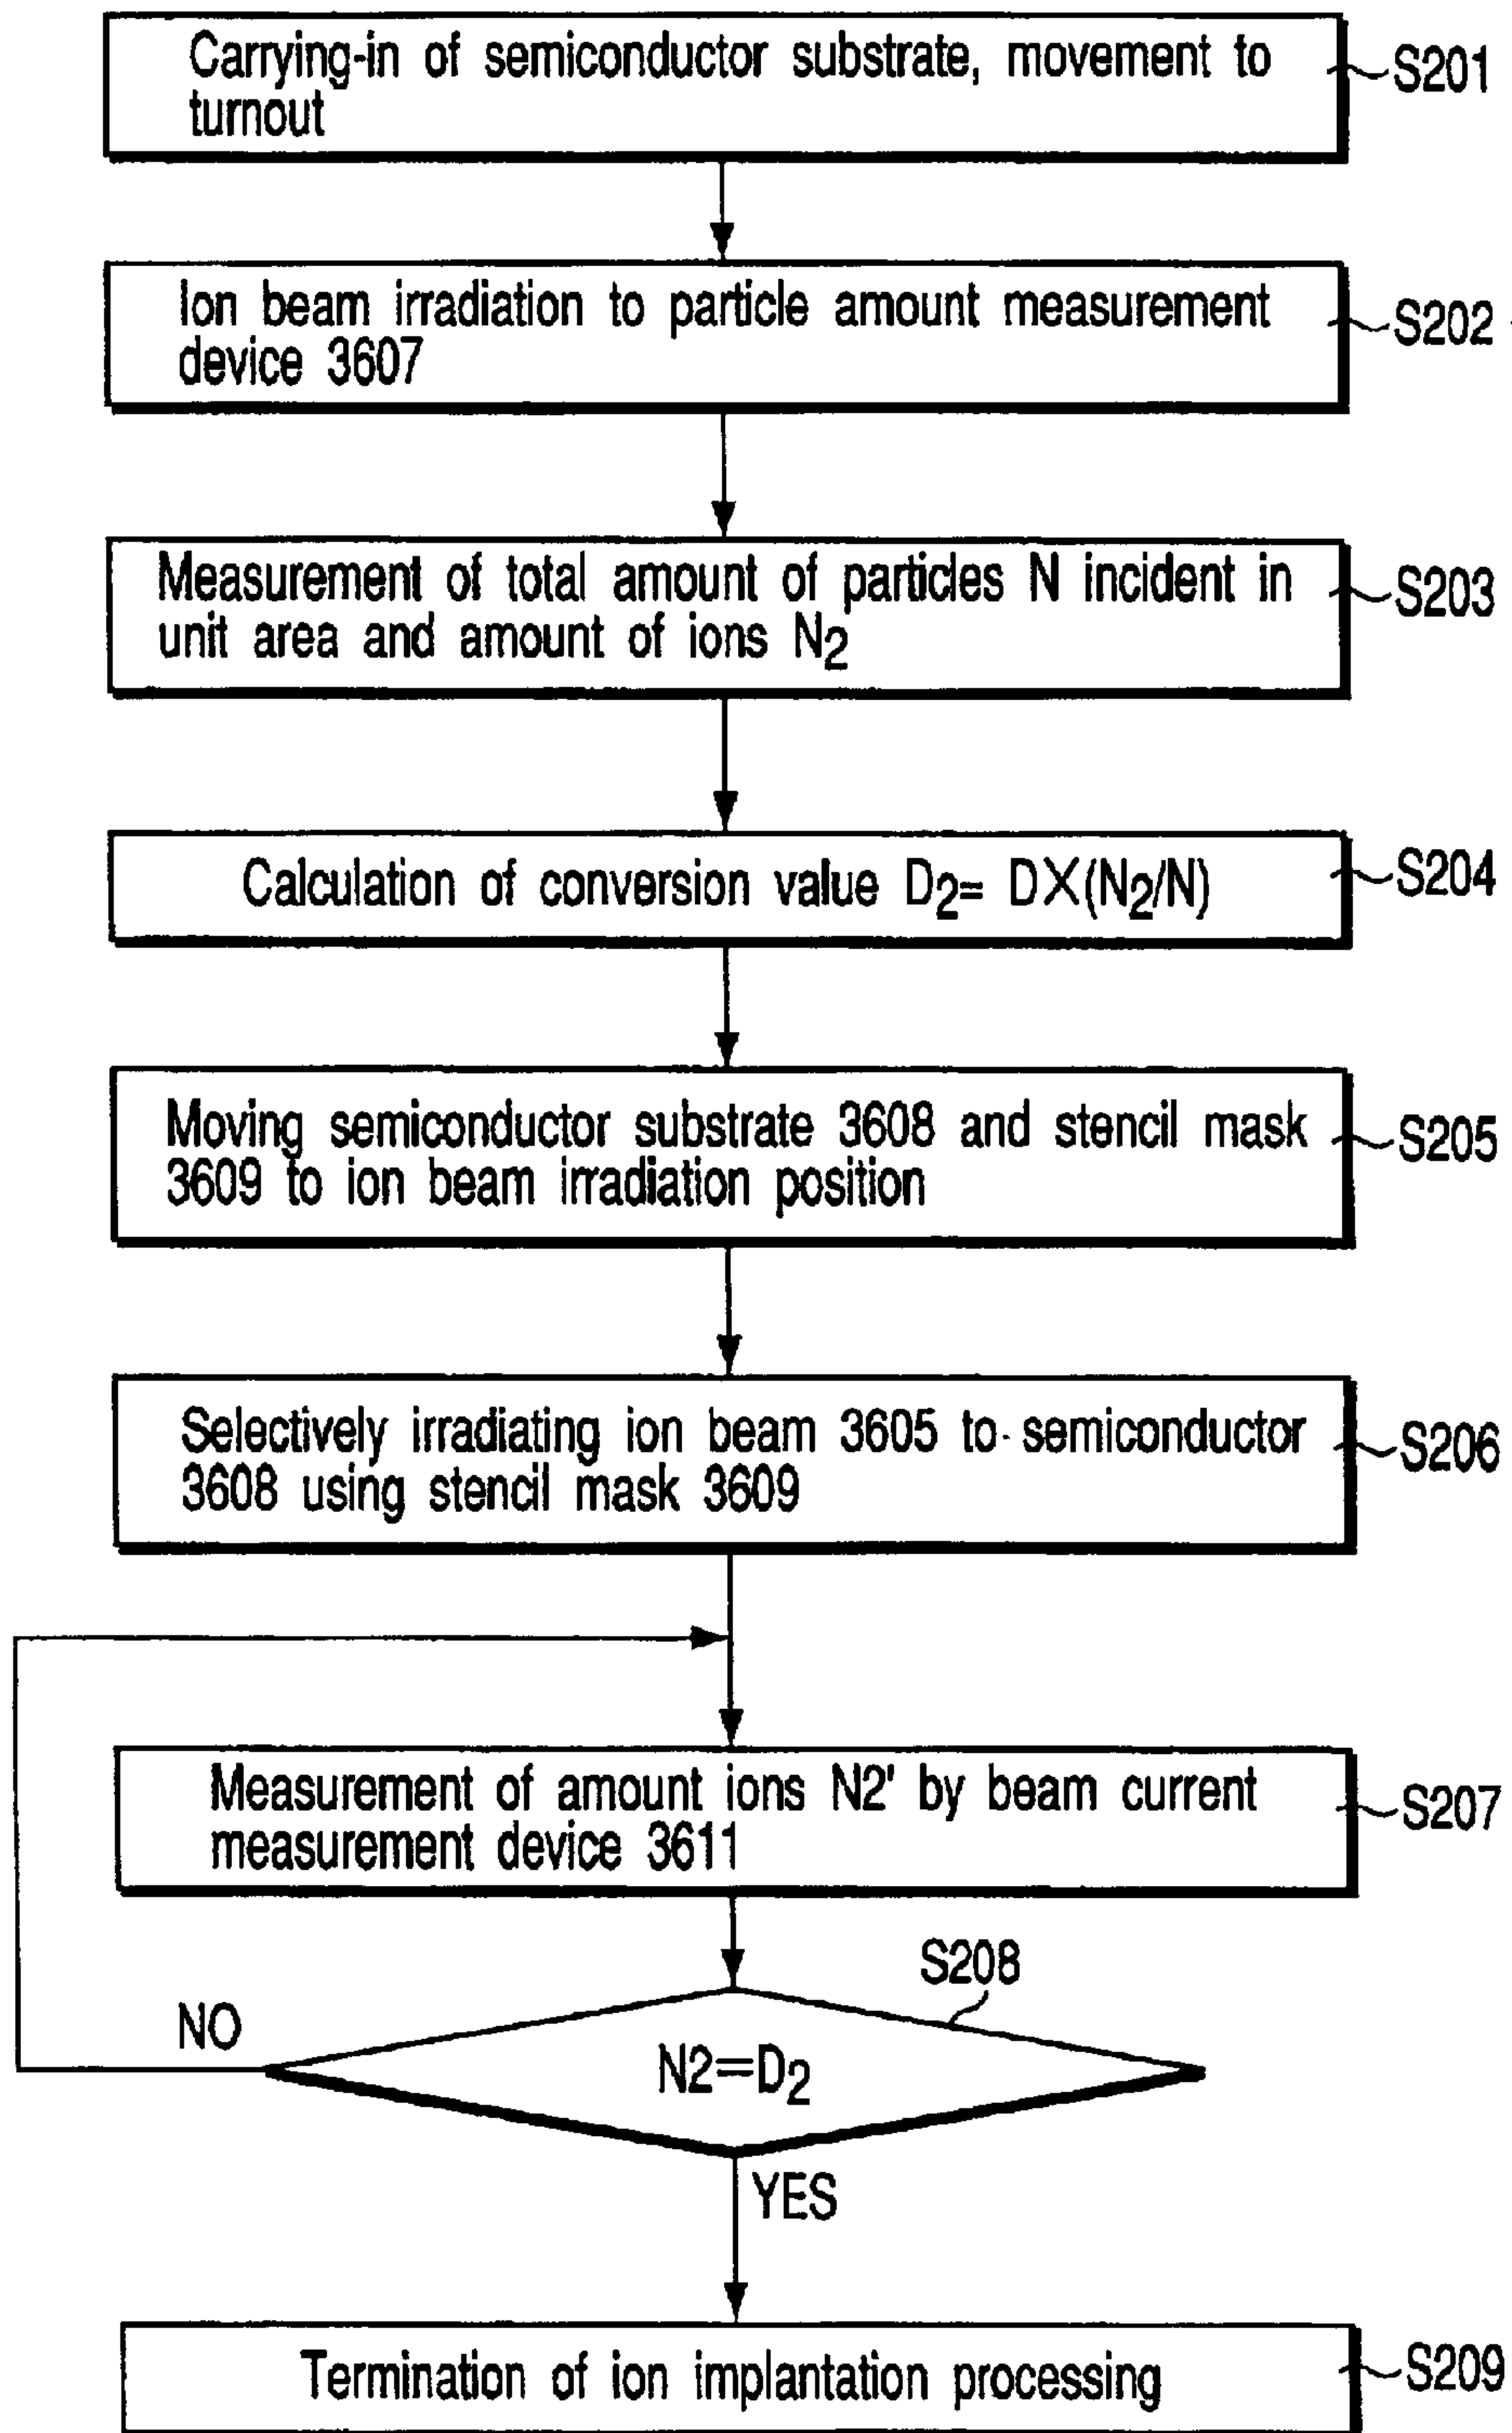 Carrying-in of semiconductor substrate, movement to
turnout
S201
Ion beam irradiation to particle amount measurement
device 3607
S202
Measurement of total amount of particles N incident in
unit area and amount of ions N2
S203
Calculation of conversion value D2= DX(N2/N)
S204
Moving semiconductor substrate 3608 and stencil mask
3609 to ion beam irradiation position
S205
Selectively irradiating ion beam 3605 to semiconductor
3608 using stencil mask 3609
S206
Measurement of amount ions N2' by beam current
measurement device 3611
S207
S208
NO
N2=D2
YES
Termination of ion implantation processing
S209